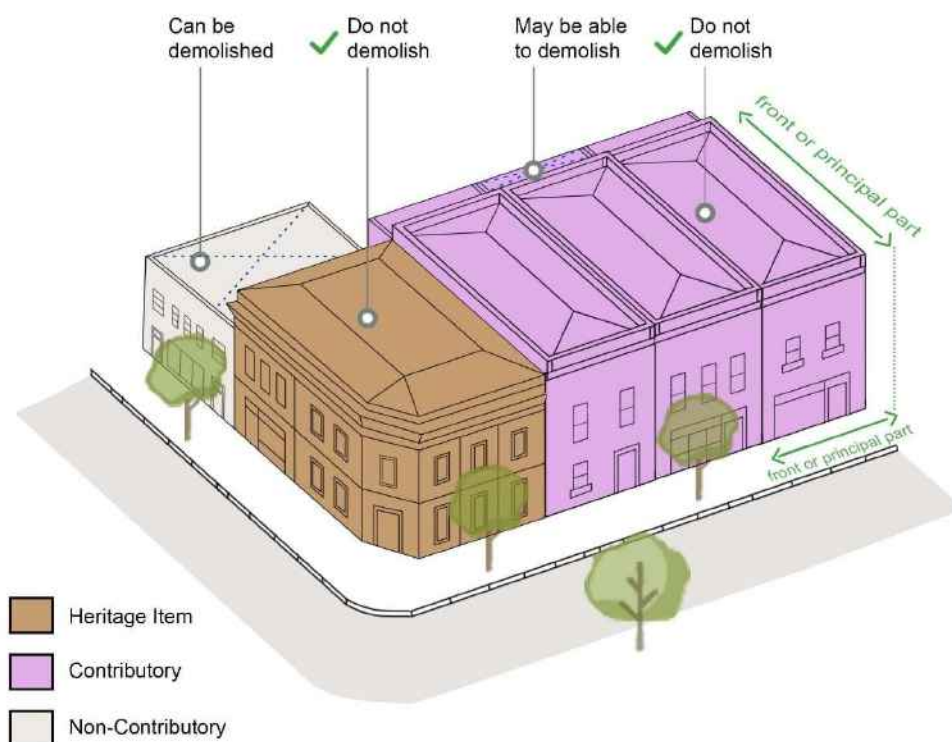 Can be
demolished
Do not
demolish
May be able
to demolish
Do not
demolish
front or principal part
front or principal part
Heritage Item
Contributory
Non-Contributory